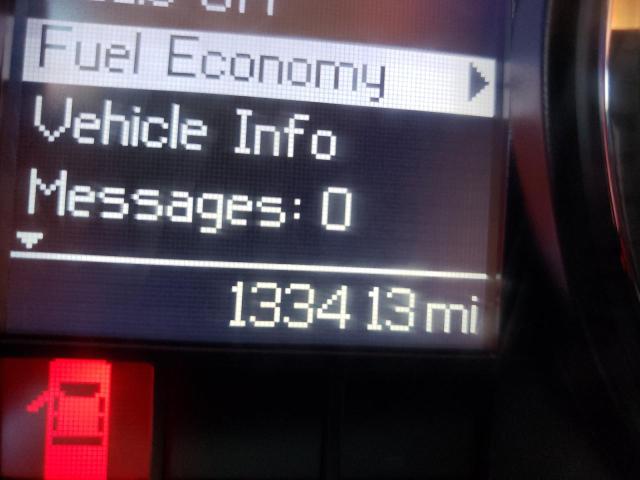 Fuel Economy
Vehicle Info
Messages: 0
133413 mi